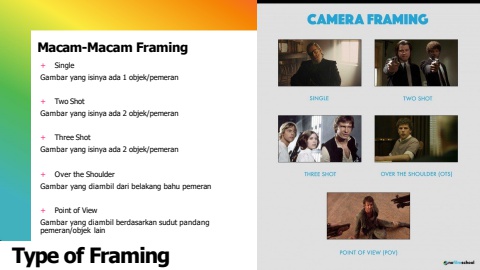 Macam-Macam Framing
+ Single
Gambar yang isinya ada 1 objek/pemeran
+ Two Shot
Gambar yang isinya ada 2 objek/pemeran
+ Three Shot
Gambar yang isinya ada 2 objek/pemeran
+ Over the Shoulder
Gambar yang diambil dari belakang bahu pemeran
+ Point of View
Gambar yang diambil berdasarkan sudut pandang
pemeran/objek lain
Type of Framing
CAMERA FRAMING
SINGLE
TWO SHOT
THREE SHOT
OVER THE SHOULDER (OTS)
POINT OF VIEW (POV)